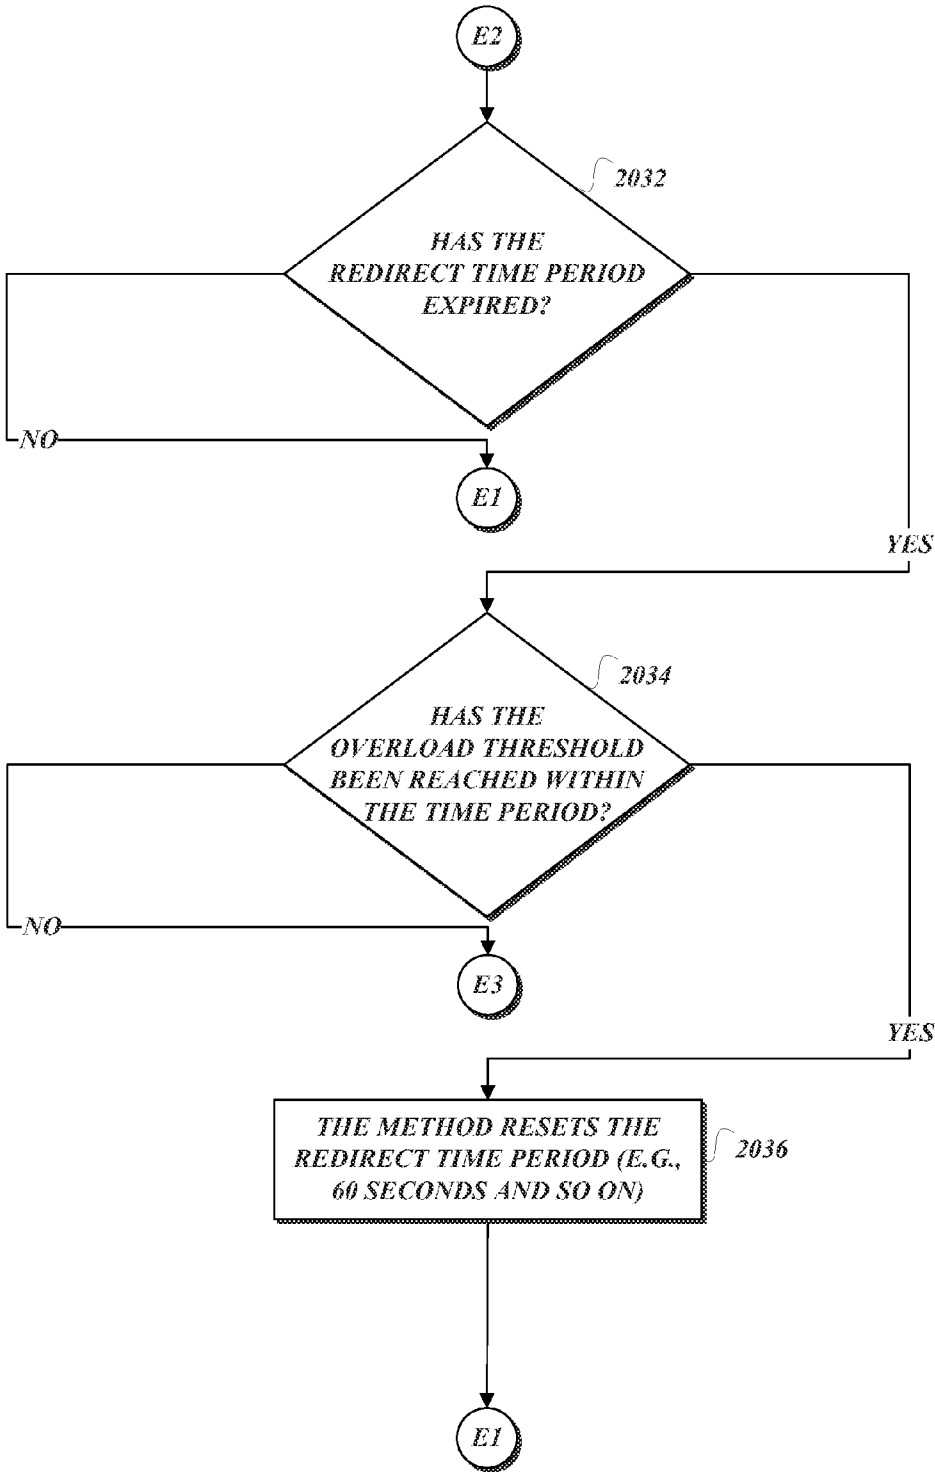 E2
2032
HAS THE
REDIRECT TIME PERIOD
EXPIRED?
NO
E1
YES
2034
HAS THE
OVERLOAD THRESHOLD
BEEN REACHED WITHIN
THE TIME PERIOD?
NO
E3
YES
THE METHOD RESETS THE
REDIRECT TIME PERIOD (E.G.,
60 SECONDS AND SO ON)
2036
E1